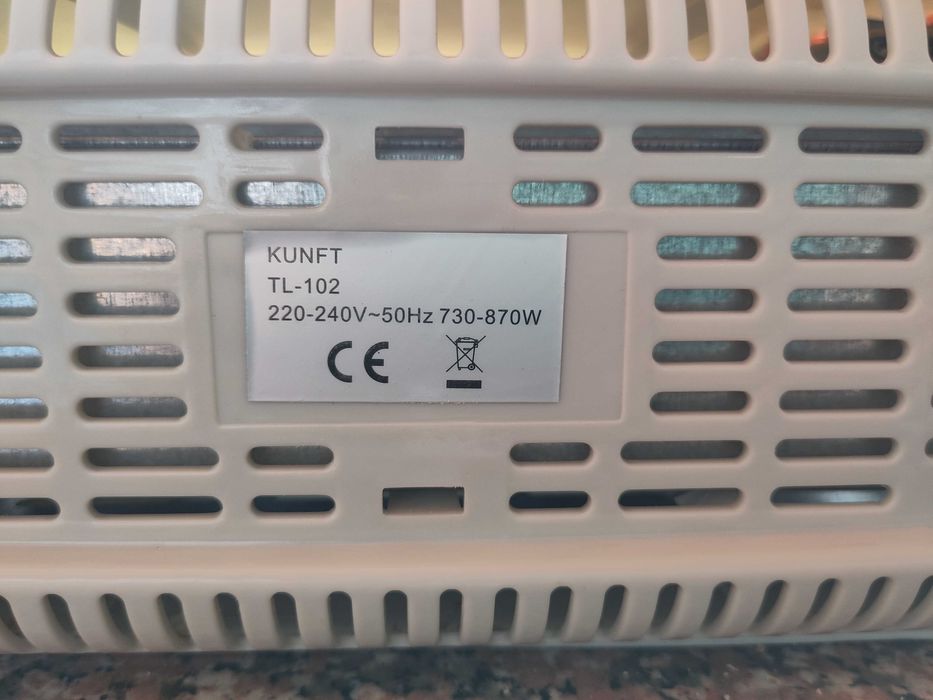 KUNFT
TL-102
220-240V~50Hz 730-870W
CE